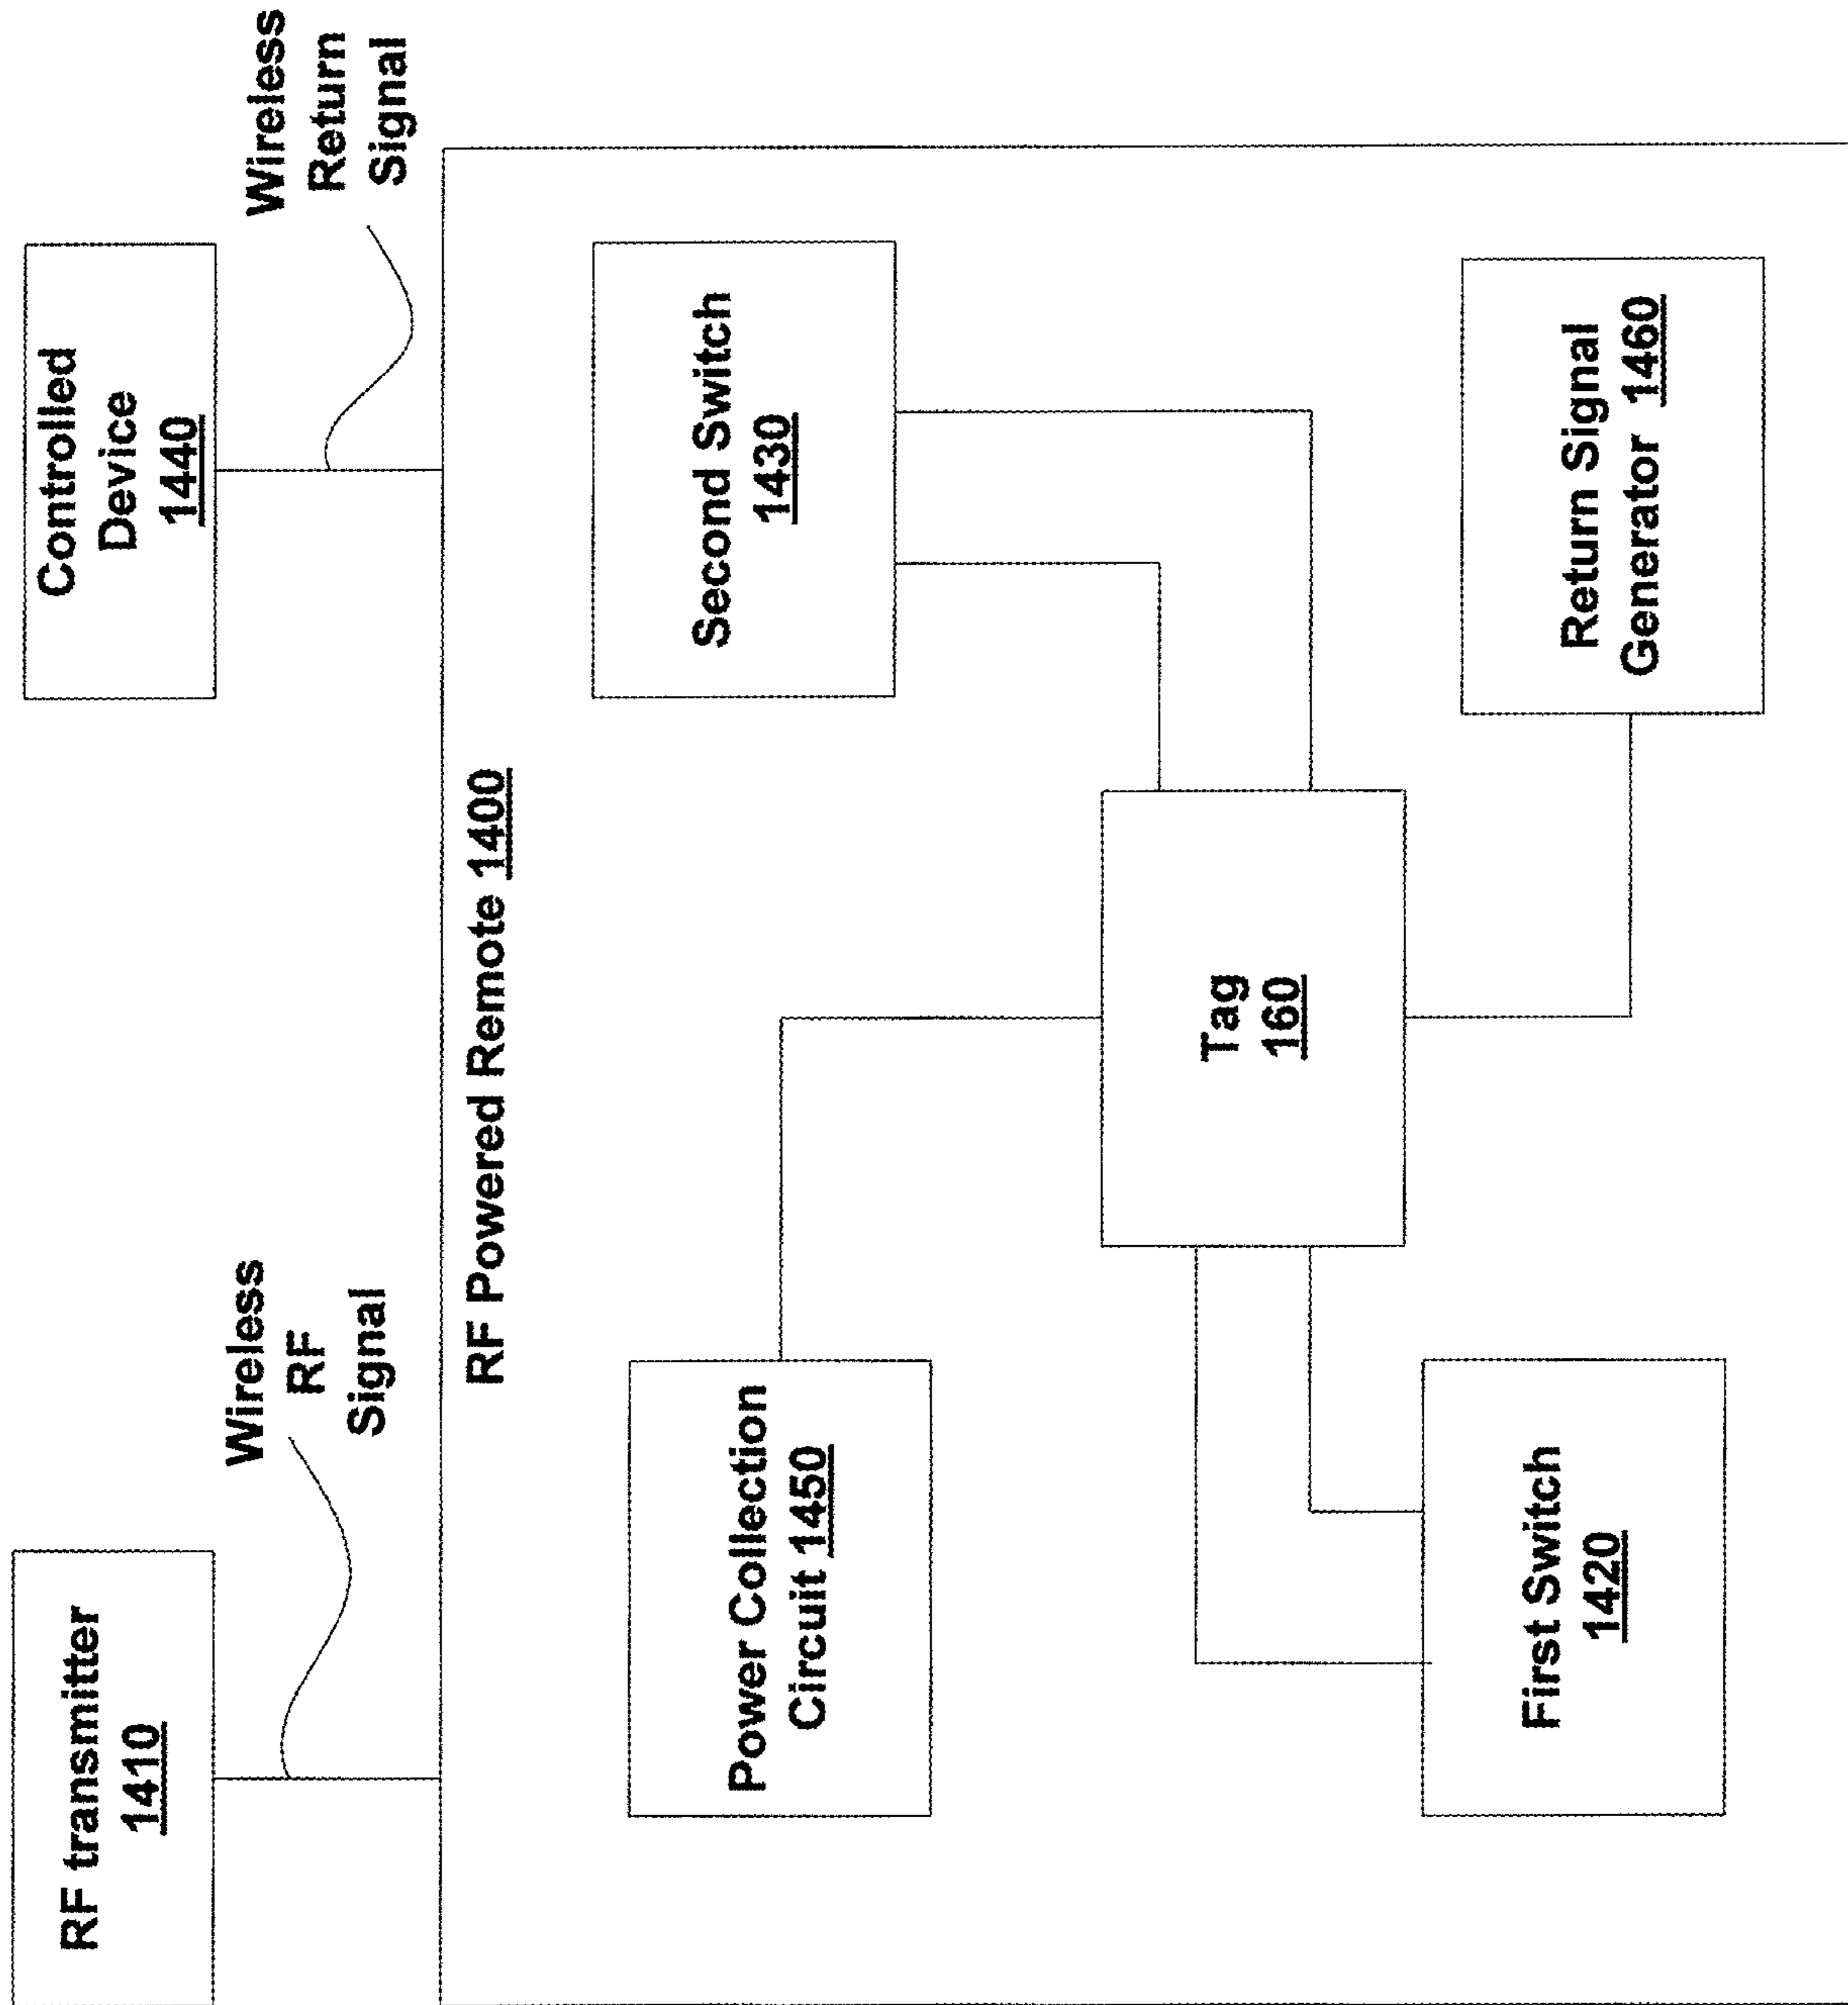 RF transmitter
1410
Wireless
RF
Signal
Controlled
Device
1440
Wireless
Return
Signal
RF Powered Remote 1400
Power Collection
Circuit 1450
Second Switch
1430
Tag
160
First Switch
1420
Return Signal
Generator 1460